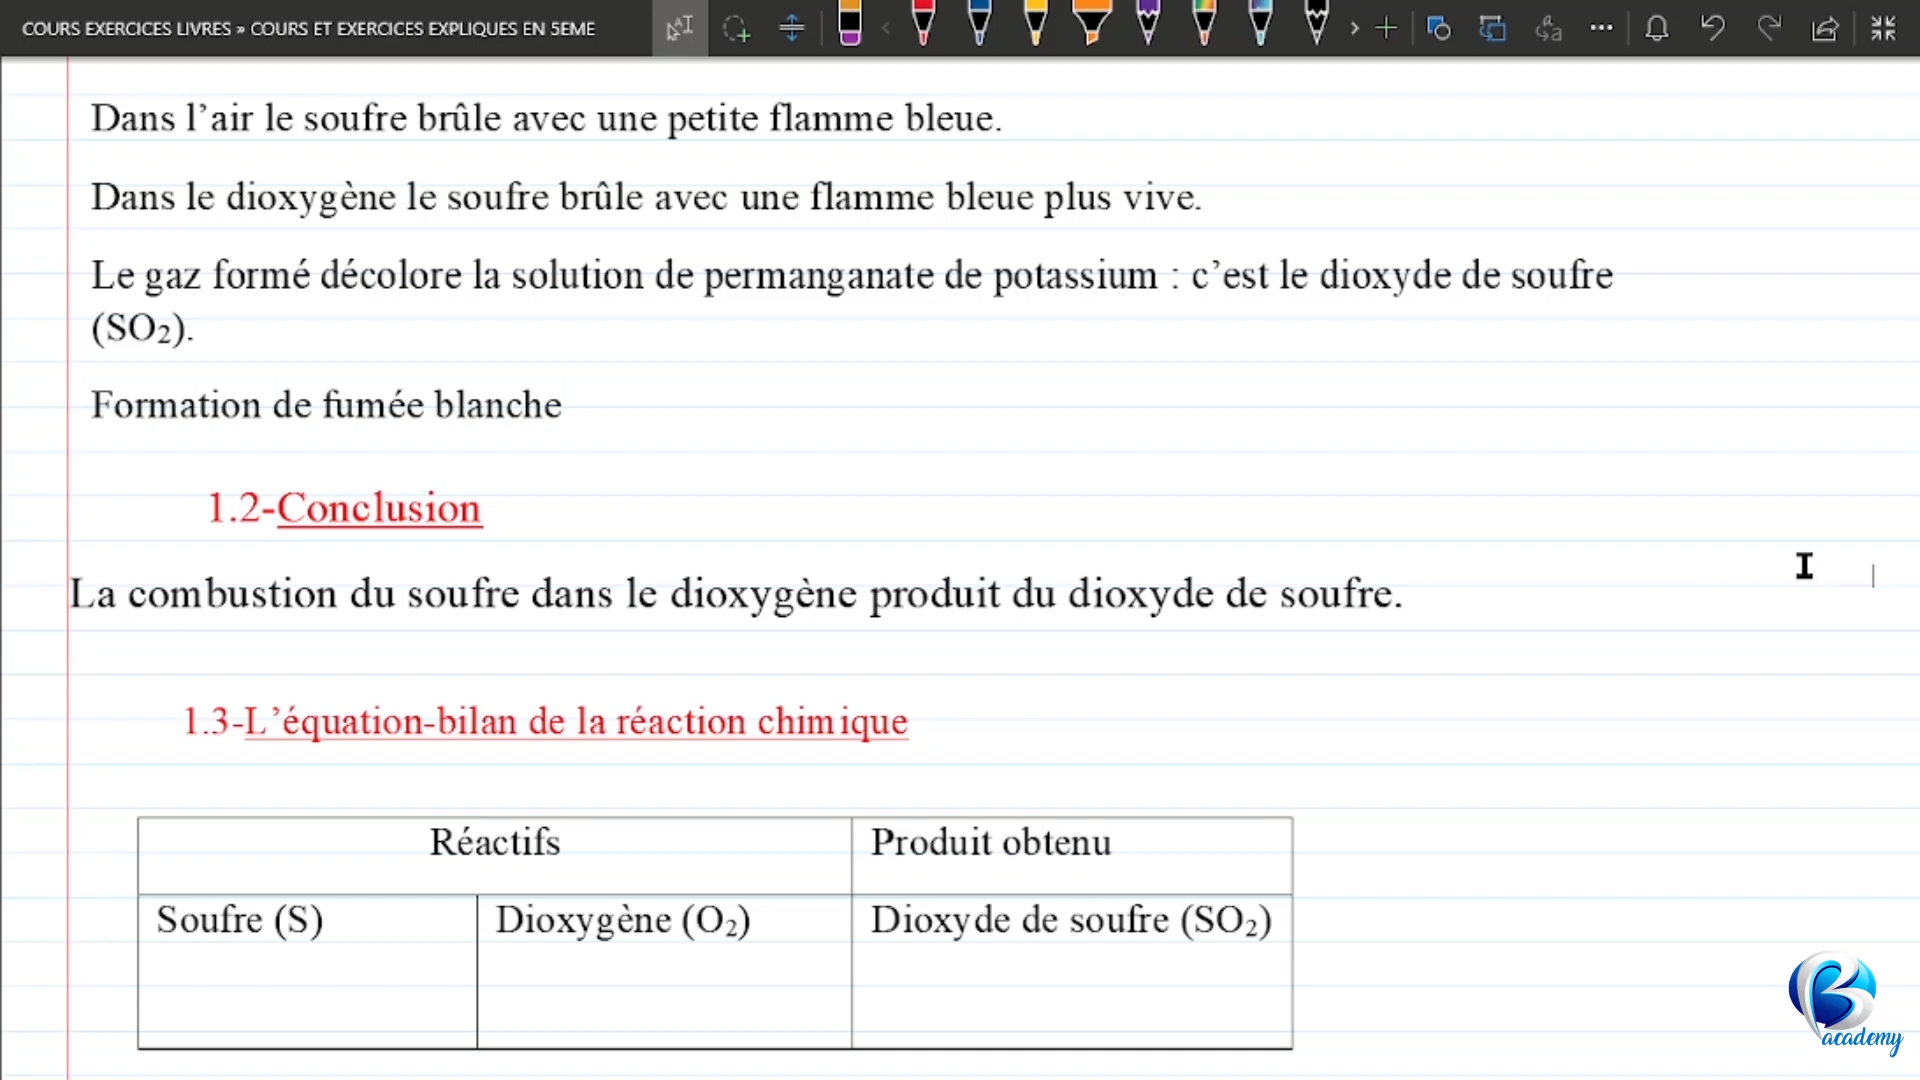 COURS EXERCICES LIVRES » COURS ET EXERCICES EXPLIQUES EN 5EME
Dans l’air le soufre brûle avec une petite flamme bleue.
Dans le dioxygène le soufre brûle avec une flamme bleue plus vive.
Le gaz formé décolore la solution de permanganate de potassium : c’est le dioxyde de soufre
(SO₂).
Formation de fumée blanche
1.2-Conclusion
La combustion du soufre dans le dioxygène produit du dioxyde de soufre.
1.3-L’équation-bilan de la réaction chimique
Réactifs Produit obtenu
Soufre (S) Dioxygène (O₂) Dioxyde de soufre (SO₂)
B academy